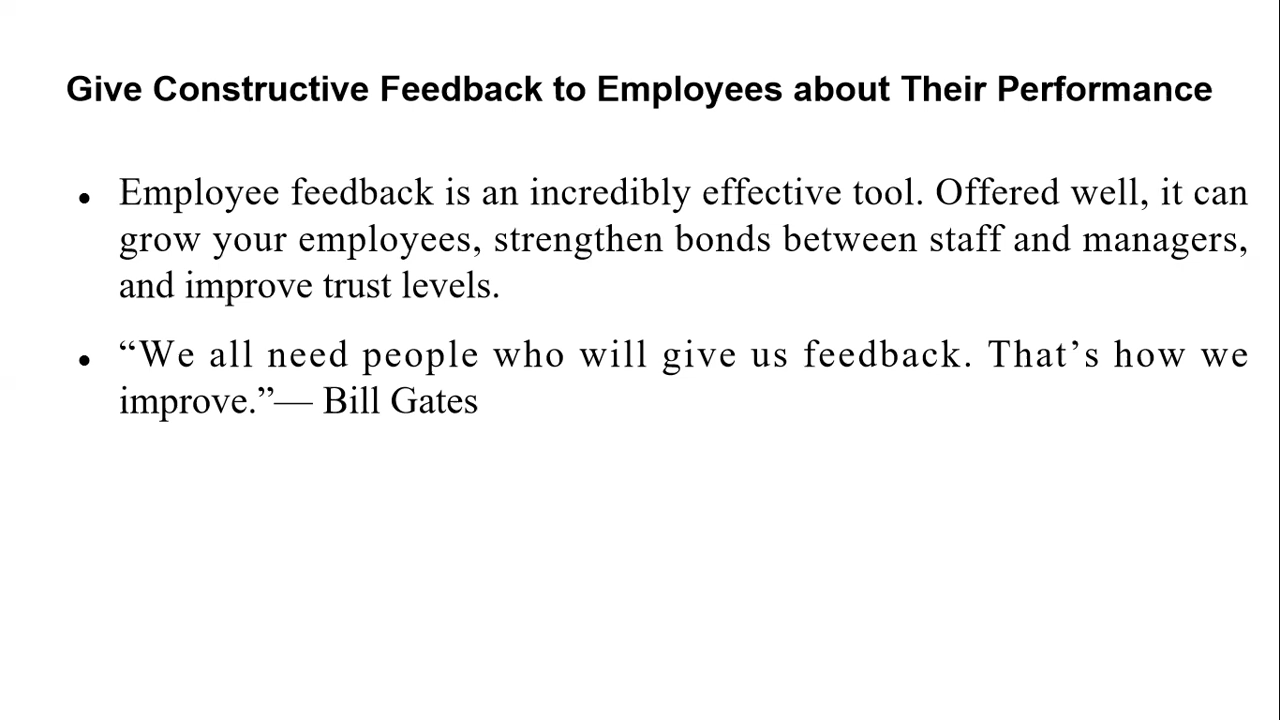 Give Constructive Feedback to Employees about Their Performance
• Employee feedback is an incredibly effective tool. Offered well, it can
grow your employees, strengthen bonds between staff and managers,
and improve trust levels.
• “We all need people who will give us feedback. That’s how we
improve.”— Bill Gates